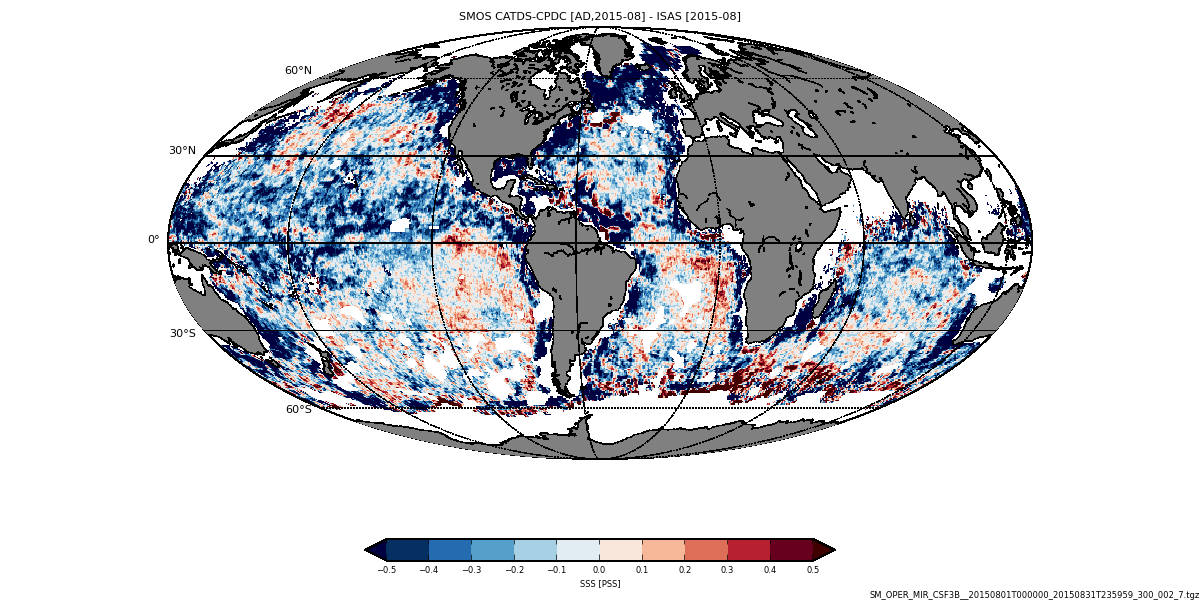 SMOS CATDS-CPDC [AD,2015-08] - ISAS [2015-08]
60°N
30°N
0°
30°S
60°S
−0.5 −0.4 −0.3 −0.2 −0.1 0.0 0.1 0.2 0.3 0.4 0.5
SSS [PSS]
SM_OPER_MIR_CSF3B__20150801T000000_20150831T235959_300_002_7.tgz